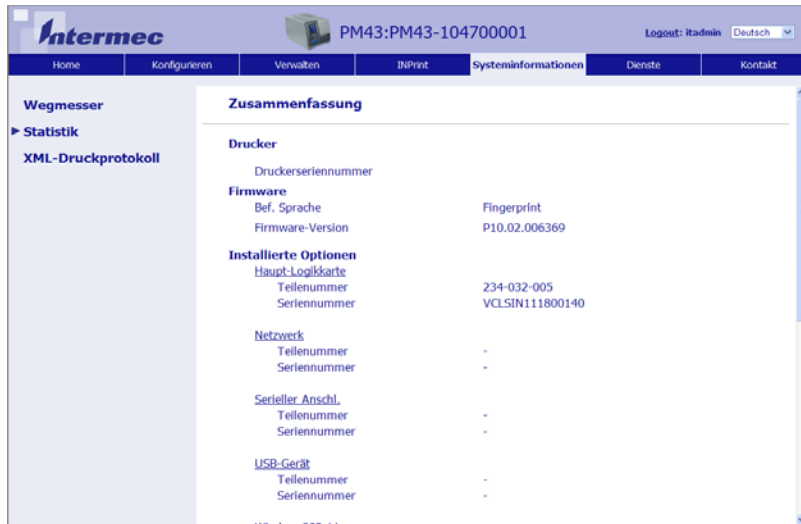 Intermec
PM43:PM43-104700001
Logout: itadmin Deutsch
Home Konfigurieren Verwalten INPrint Systeminformationen Dienste Kontakt
Wegmesser
Statistik
XML-Druckprotokoll
Zusammenfassung
Drucker
Druckerseriennummer
Firmware
Bef. Sprache Fingerprint
Firmware-Version P10.02.006369
Installierte Optionen
Haupt-Logikkarte
Teilenummer 234-032-005
Seriennummer VCLSIN111800140
Netzwerk
Teilenummer -
Seriennummer -
Serieller Anschl.
Teilenummer -
Seriennummer -
USB-Gerät
Teilenummer -
Seriennummer -